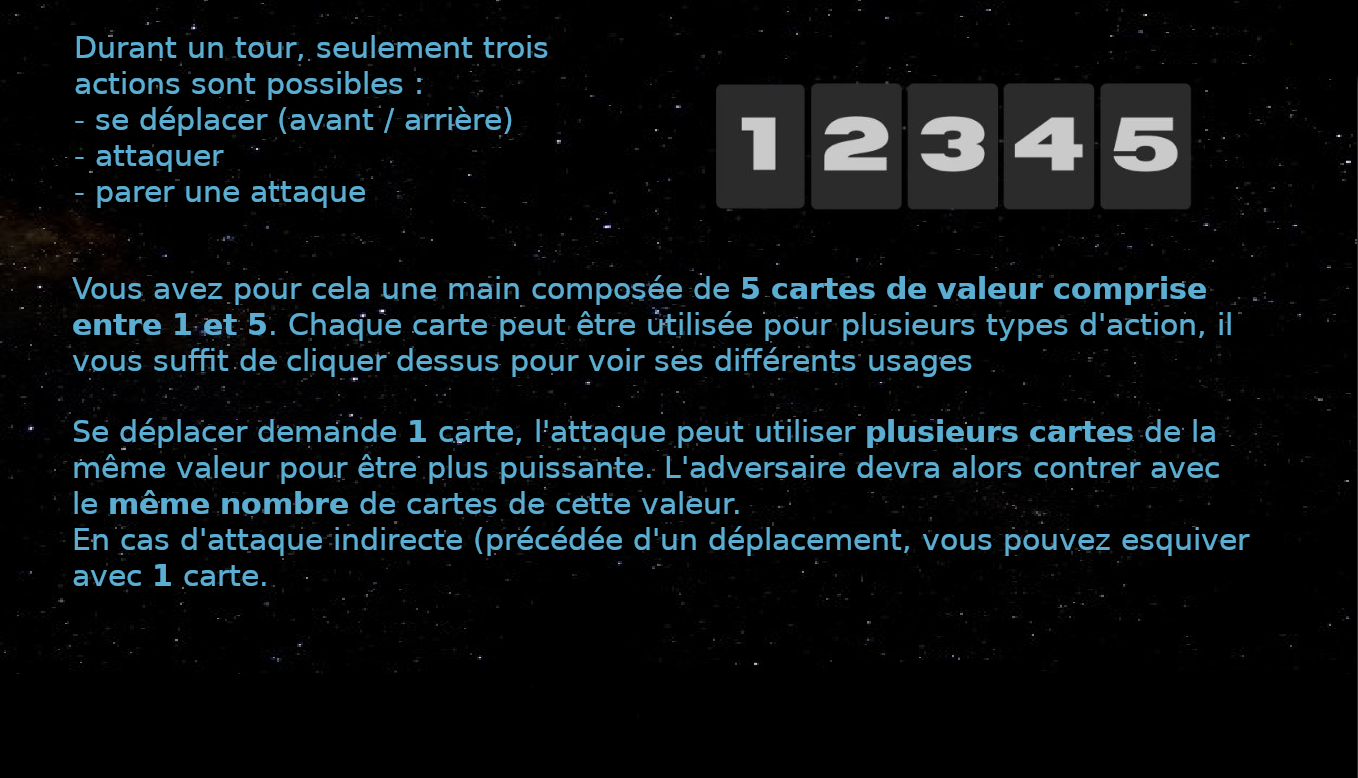 Durant un tour, seulement trois
actions sont possibles :
- se déplacer (avant / arrière)
- attaquer
- parer une attaque
1 2 3 4 5
Vous avez pour cela une main composée de 5 cartes de valeur comprise
entre 1 et 5. Chaque carte peut être utilisée pour plusieurs types d'action, il
vous suffit de cliquer dessus pour voir ses différents usages
Se déplacer demande 1 carte, l'attaque peut utiliser plusieurs cartes de la
même valeur pour être plus puissante. L'adversaire devra alors contrer avec
le même nombre de cartes de cette valeur.
En cas d'attaque indirecte (précédée d'un déplacement, vous pouvez esquiver
avec 1 carte.